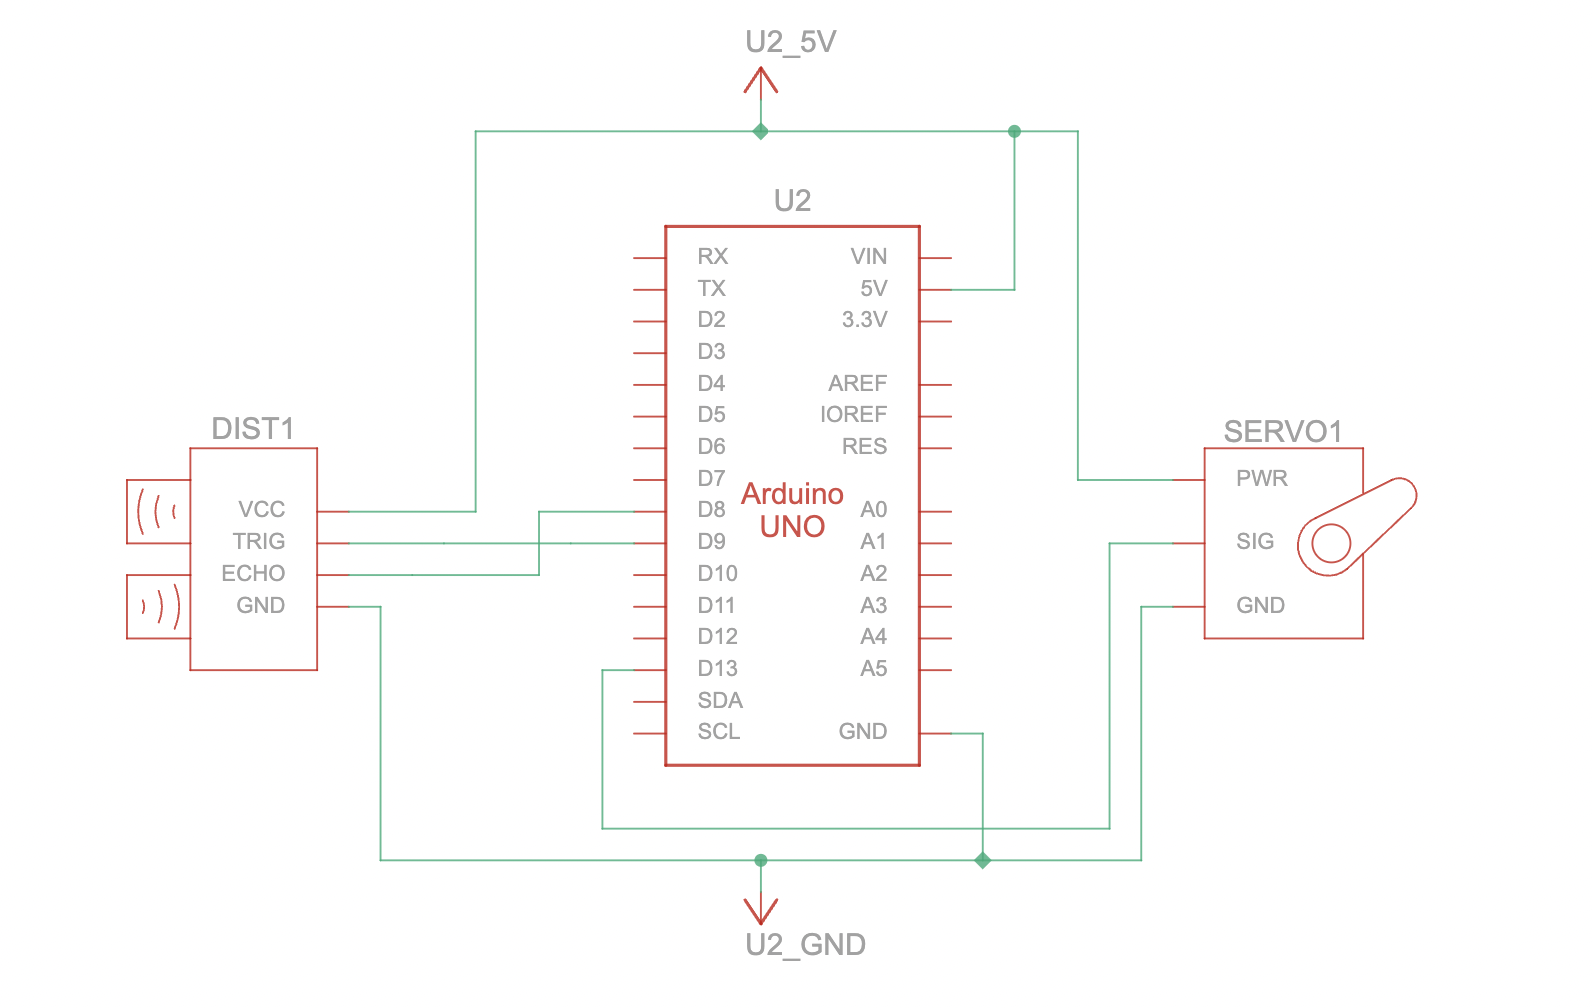 U2_5V
U2
RX
TX
D2
D3
D4
D5
D6
D7
D8
D9
D10
D11
D12
D13
SDA
SCL
Arduino
UNO
VIN
5V
3.3V
AREF
IOREF
RES
A0
A1
A2
A3
A4
A5
GND
DIST1
VCC
TRIG
ECHO
GND
SERVO1
PWR
SIG
GND
U2_GND